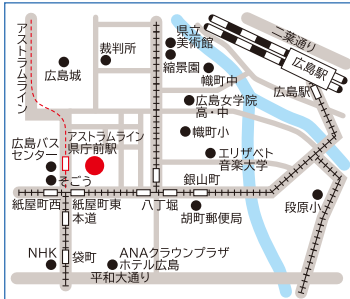 アストラムライン
県立
美術館
二葉通り
裁判所
広島城
縮景園
広島駅
幟町中
広島駅
広島女学院
高・中
アストラムライン
県庁前駅
幟町小
広島バス
センター
エリザベト
音楽大学
そごう
銀山町
紙屋町西
紙屋町東
八丁堀
段原小
本通
胡町郵便局
袋町
NHK
ANAクラウンプラザ
ホテル広島
平和大通り